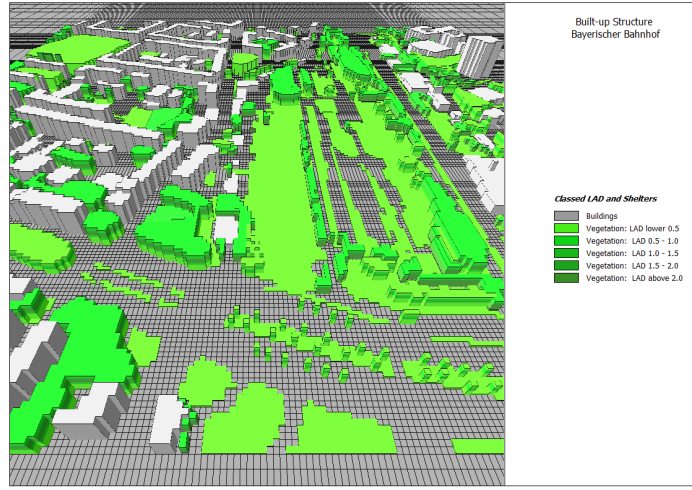 Built-up Structure
Bayerischer Bahnhof
Classed LAD and Shelters
Buildings
Vegetation: LAD lower 0.5
Vegetation: LAD 0.5 - 1.0
Vegetation: LAD 1.0 - 1.5
Vegetation: LAD 1.5 - 2.0
Vegetation: LAD above 2.0